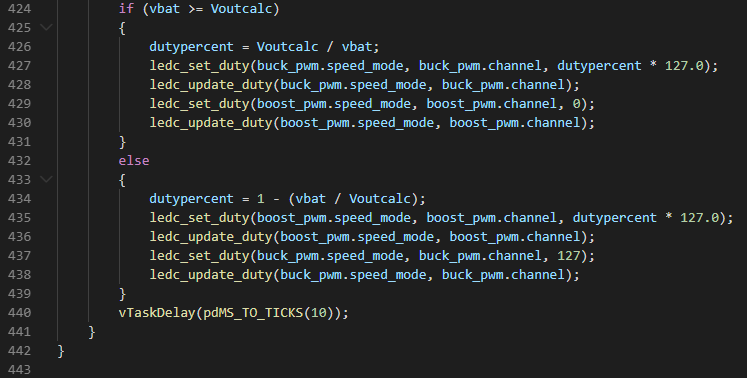 424 if (vbat >= Voutcalc)
425 {
426 dutypercent = Voutcalc / vbat;
427 ledc_set_duty(buck_pwm.speed_mode, buck_pwm.channel, dutypercent * 127.0);
428 ledc_update_duty(buck_pwm.speed_mode, buck_pwm.channel);
429 ledc_set_duty(boost_pwm.speed_mode, boost_pwm.channel, 0);
430 ledc_update_duty(boost_pwm.speed_mode, boost_pwm.channel);
431 }
432 else
433 {
434 dutypercent = 1 - (vbat / Voutcalc);
435 ledc_set_duty(boost_pwm.speed_mode, boost_pwm.channel, dutypercent * 127.0);
436 ledc_update_duty(boost_pwm.speed_mode, boost_pwm.channel);
437 ledc_set_duty(buck_pwm.speed_mode, buck_pwm.channel, 127);
438 ledc_update_duty(buck_pwm.speed_mode, buck_pwm.channel);
439 }
440 vTaskDelay(pdMS_TO_TICKS(10));
441 }
442 }
443